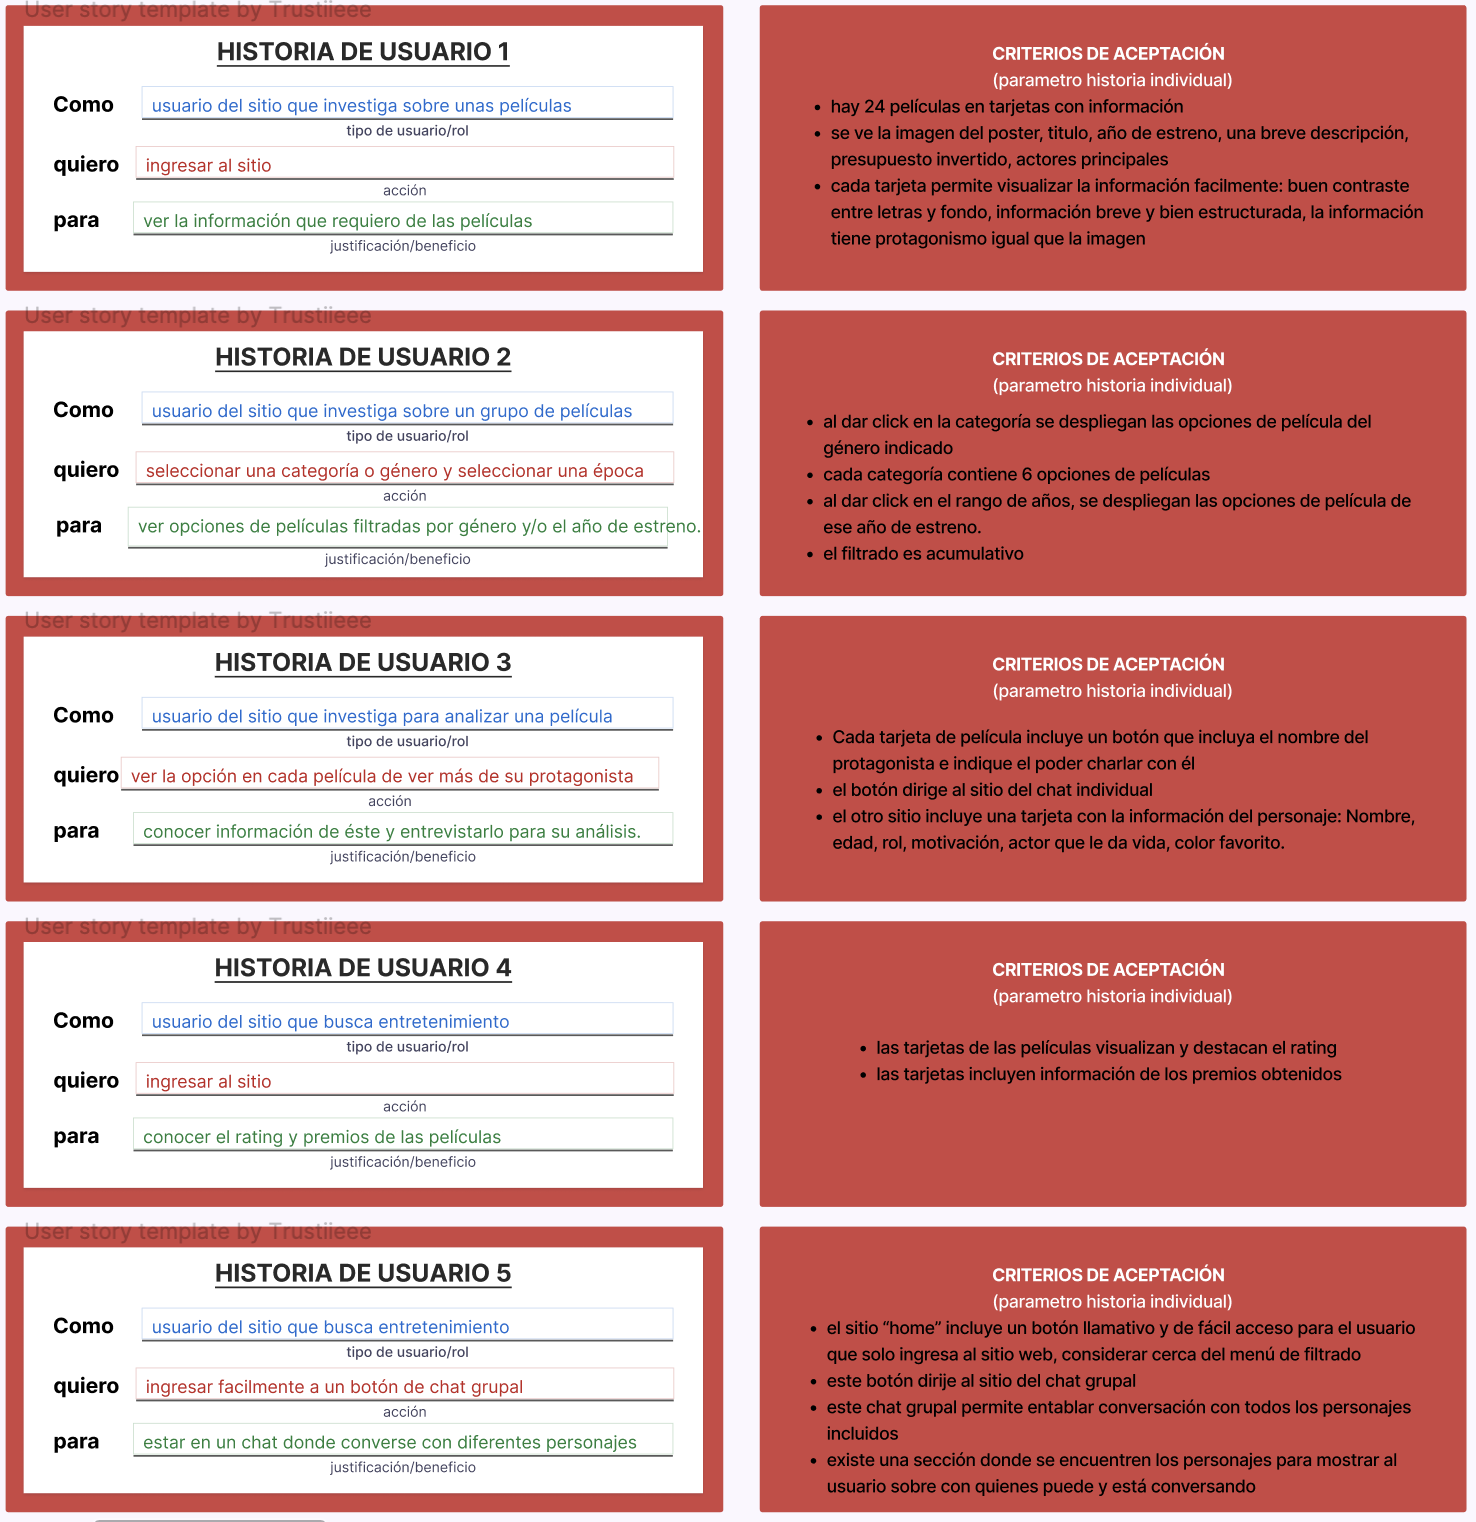 User story template by Trustiieee
HISTORIA DE USUARIO 1
Como usuario del sitio que investiga sobre unas películas
tipo de usuario/rol
quiero ingresar al sitio
acción
para ver la información que requiero de las películas
justificación/beneficio
CRITERIOS DE ACEPTACIÓN
(parametro historia individual)
• hay 24 películas en tarjetas con información
• se ve la imagen del poster, titulo, año de estreno, una breve descripción,
presupuesto invertido, actores principales
• cada tarjeta permite visualizar la información facilmente: buen contraste
entre letras y fondo, información breve y bien estructurada, la información
tiene protagonismo igual que la imagen
User story template by Trustiieee
HISTORIA DE USUARIO 2
Como usuario del sitio que investiga sobre un grupo de películas
tipo de usuario/rol
quiero seleccionar una categoría o género y seleccionar una época
acción
para ver opciones de películas filtradas por género y/o el año de estreno.
justificación/beneficio
CRITERIOS DE ACEPTACIÓN
(parametro historia individual)
• al dar click en la categoría se despliegan las opciones de película del
género indicado
• cada categoría contiene 6 opciones de películas
• al dar click en el rango de años, se despliegan las opciones de película de
ese año de estreno.
• el filtrado es acumulativo
User story template by Trustiieee
HISTORIA DE USUARIO 3
Como usuario del sitio que investiga para analizar una película
tipo de usuario/rol
quiero ver la opción en cada película de ver más de su protagonista
acción
para conocer información de éste y entrevistarlo para su análisis.
justificación/beneficio
CRITERIOS DE ACEPTACIÓN
(parametro historia individual)
• Cada tarjeta de película incluye un botón que incluya el nombre del
protagonista e indique el poder charlar con él
• el botón dirige al sitio del chat individual
• el otro sitio incluye una tarjeta con la información del personaje: Nombre,
edad, rol, motivación, actor que le da vida, color favorito.
User story template by Trustiieee
HISTORIA DE USUARIO 4
Como usuario del sitio que busca entretenimiento
tipo de usuario/rol
quiero ingresar al sitio
acción
para conocer el rating y premios de las películas
justificación/beneficio
CRITERIOS DE ACEPTACIÓN
(parametro historia individual)
• las tarjetas de las películas visualizan y destacan el rating
• las tarjetas incluyen información de los premios obtenidos
User story template by Trustiieee
HISTORIA DE USUARIO 5
Como usuario del sitio que busca entretenimiento
tipo de usuario/rol
quiero ingresar facilmente a un botón de chat grupal
acción
para estar en un chat donde converse con diferentes personajes
justificación/beneficio
CRITERIOS DE ACEPTACIÓN
(parametro historia individual)
• el sitio “home” incluye un botón llamativo y de fácil acceso para el usuario
que solo ingresa al sitio web, considerar cerca del menú de filtrado
• este botón dirije al sitio del chat grupal
• este chat grupal permite entablar conversación con todos los personajes
incluidos
• existe una sección donde se encuentren los personajes para mostrar al
usuario sobre con quienes puede y está conversando